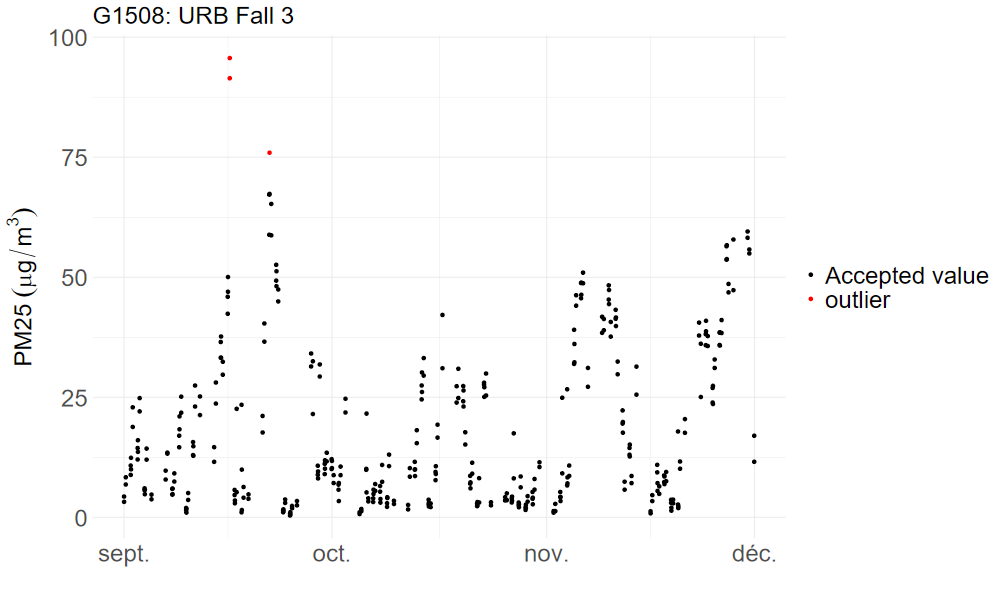 G1508: URB Fall 3
100
75
50
25
0
PM25 (µg/m³)
sept.
oct.
nov.
déc.
Accepted value
outlier